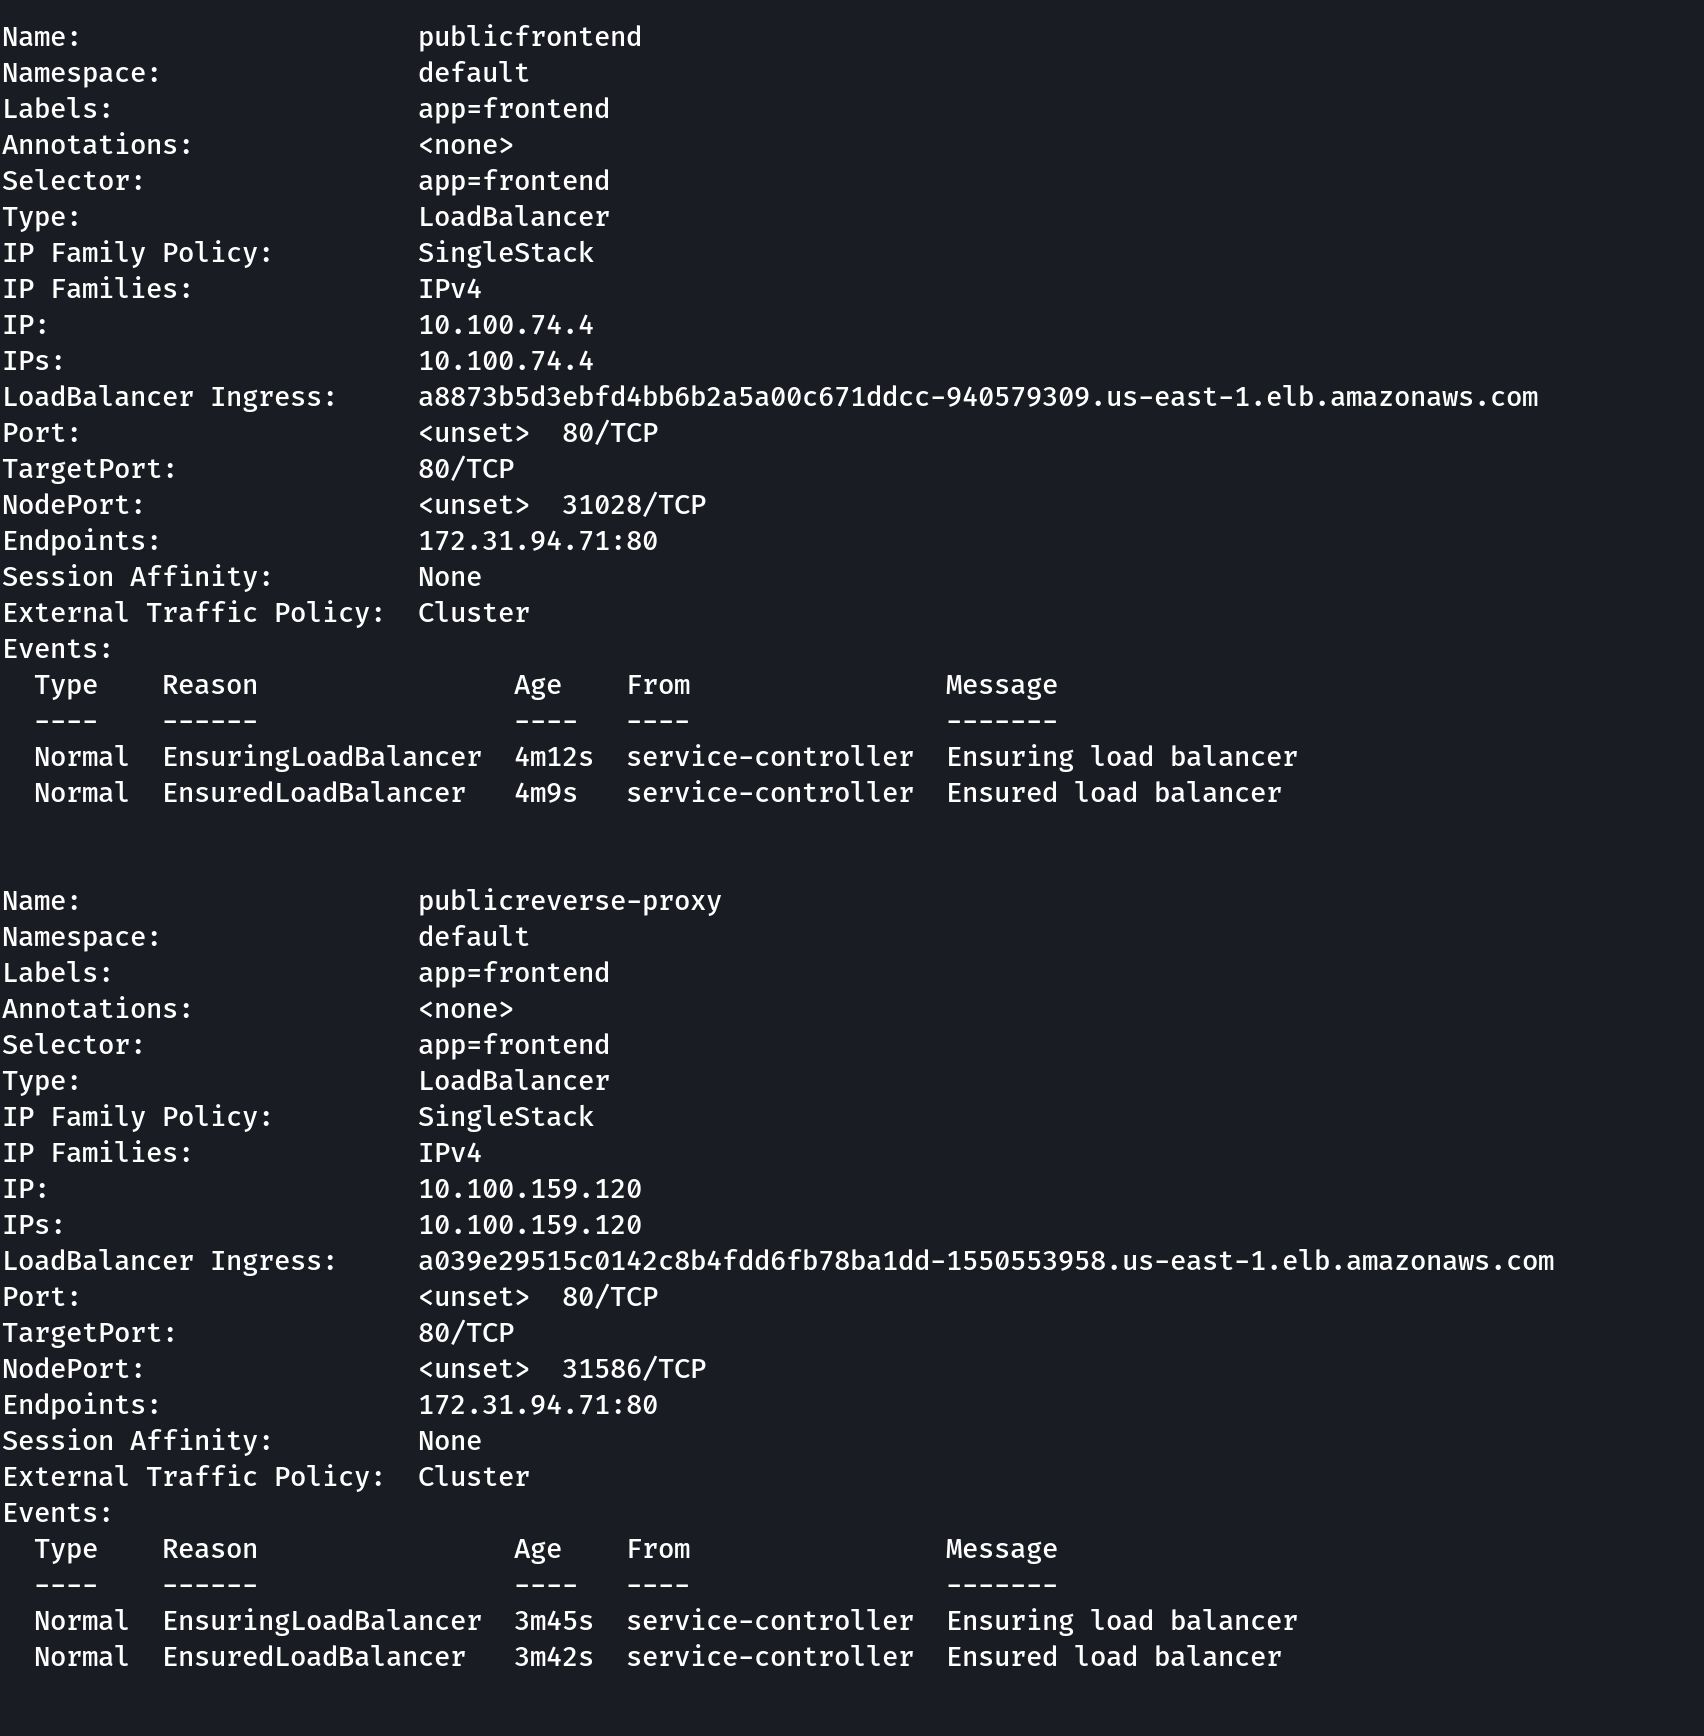 Name:                     publicfrontend
Namespace:                default
Labels:                   app=frontend
Annotations:              <none>
Selector:                 app=frontend
Type:                     LoadBalancer
IP Family Policy:         SingleStack
IP Families:              IPv4
IP:                       10.100.74.4
IPs:                      10.100.74.4
LoadBalancer Ingress:     a8873b5d3ebfd4bb6b2a5a00c671ddcc-940579309.us-east-1.elb.amazonaws.com
Port:                     <unset>  80/TCP
TargetPort:               80/TCP
NodePort:                 <unset>  31028/TCP
Endpoints:                172.31.94.71:80
Session Affinity:         None
External Traffic Policy:  Cluster
Events:
  Type    Reason                Age    From                Message
  ----    ------                ----   ----                -------
  Normal  EnsuringLoadBalancer  4m12s  service-controller  Ensuring load balancer
  Normal  EnsuredLoadBalancer   4m9s   service-controller  Ensured load balancer
Name:                     publicreverse-proxy
Namespace:                default
Labels:                   app=frontend
Annotations:              <none>
Selector:                 app=frontend
Type:                     LoadBalancer
IP Family Policy:         SingleStack
IP Families:              IPv4
IP:                       10.100.159.120
IPs:                      10.100.159.120
LoadBalancer Ingress:     a039e29515c0142c8b4fdd6fb78ba1dd-1550553958.us-east-1.elb.amazonaws.com
Port:                     <unset>  80/TCP
TargetPort:               80/TCP
NodePort:                 <unset>  31586/TCP
Endpoints:                172.31.94.71:80
Session Affinity:         None
External Traffic Policy:  Cluster
Events:
  Type    Reason                Age    From                Message
  ----    ------                ----   ----                -------
  Normal  EnsuringLoadBalancer  3m45s  service-controller  Ensuring load balancer
  Normal  EnsuredLoadBalancer   3m42s  service-controller  Ensured load balancer